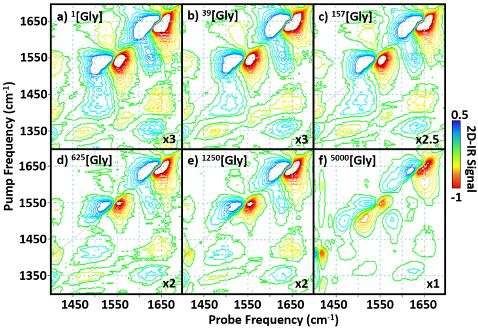 a) 1[Gly]
b) 39[Gly]
c) 157[Gly]
1650
1550
1450
1350
x3
x3
x2.5
Pump Frequency (cm-1)
0.5
2D-IR Signal
-1
d) 625[Gly]
e) 1250[Gly]
f) 5000[Gly]
1650
1550
1450
1350
x2
x2
x1
1450 1550 1650 1450 1550 1650 1450 1550 1650
Probe Frequency (cm-1)